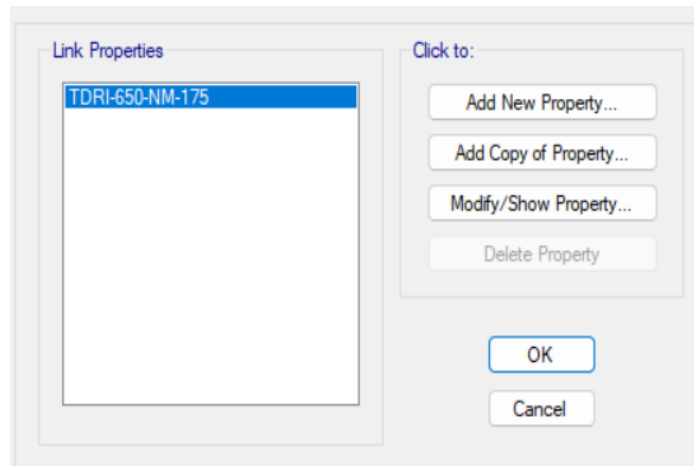 Link Properties
TDRI-650-NM-175
Click to:
Add New Property...
Add Copy of Property...
Modify/Show Property...
Delete Property
OK
Cancel